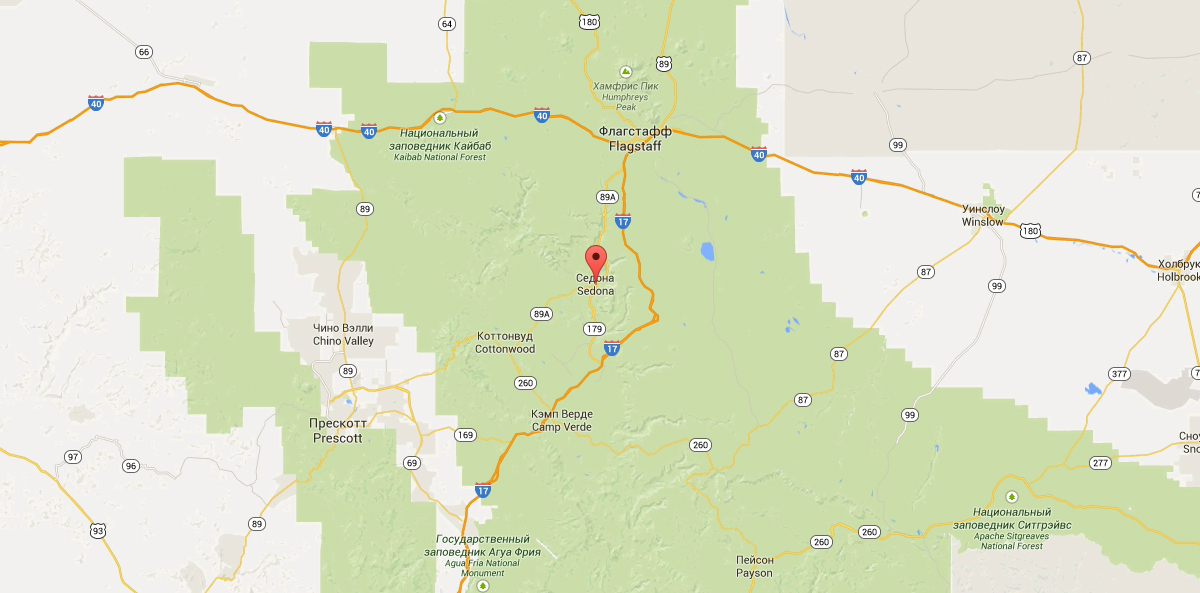 64
180
66
87
89
Хамфрис Пик
Humphreys
Peak
40
40
40
40
Флагстафф
Flagstaff
Национальный
заповедник Кайбаб
Kaibab National Forest
99
40
40
89A
89
17
Уинслоу
Winslow
180
7
Холбрук
Holbrook
87
Седона
Sedona
99
89A
179
Чино Вэлли
Chino Valley
Коттонвуд
Cottonwood
17
87
89
260
377
7
87
Кэмп Верде
Camp Verde
99
Прескотт
Prescott
169
260
Сноу
Sno
97
96
69
277
17
93
89
Национальный
заповедник Ситгрэйвс
Apache Sitgreaves
National Forest
260
260
Государственный
заповедник Агуа Фрия
Agua Fria National
Monument
Пейсон
Payson